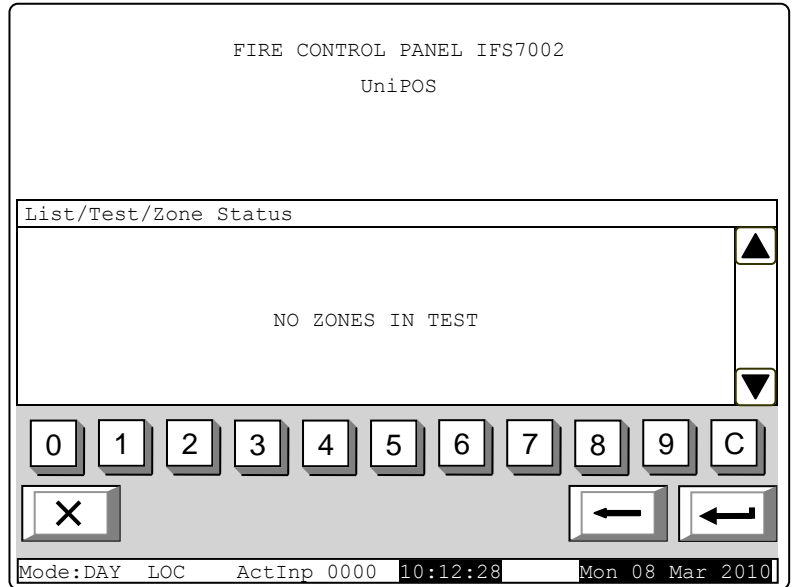 FIRE CONTROL PANEL IFS7002
UniPOS
List/Test/Zone Status
NO ZONES IN TEST
0 1 2 3 4 5 6 7 8 9 C
Mode:DAY LOC ActInp 0000 10:12:28 Mon 08 Mar 2010